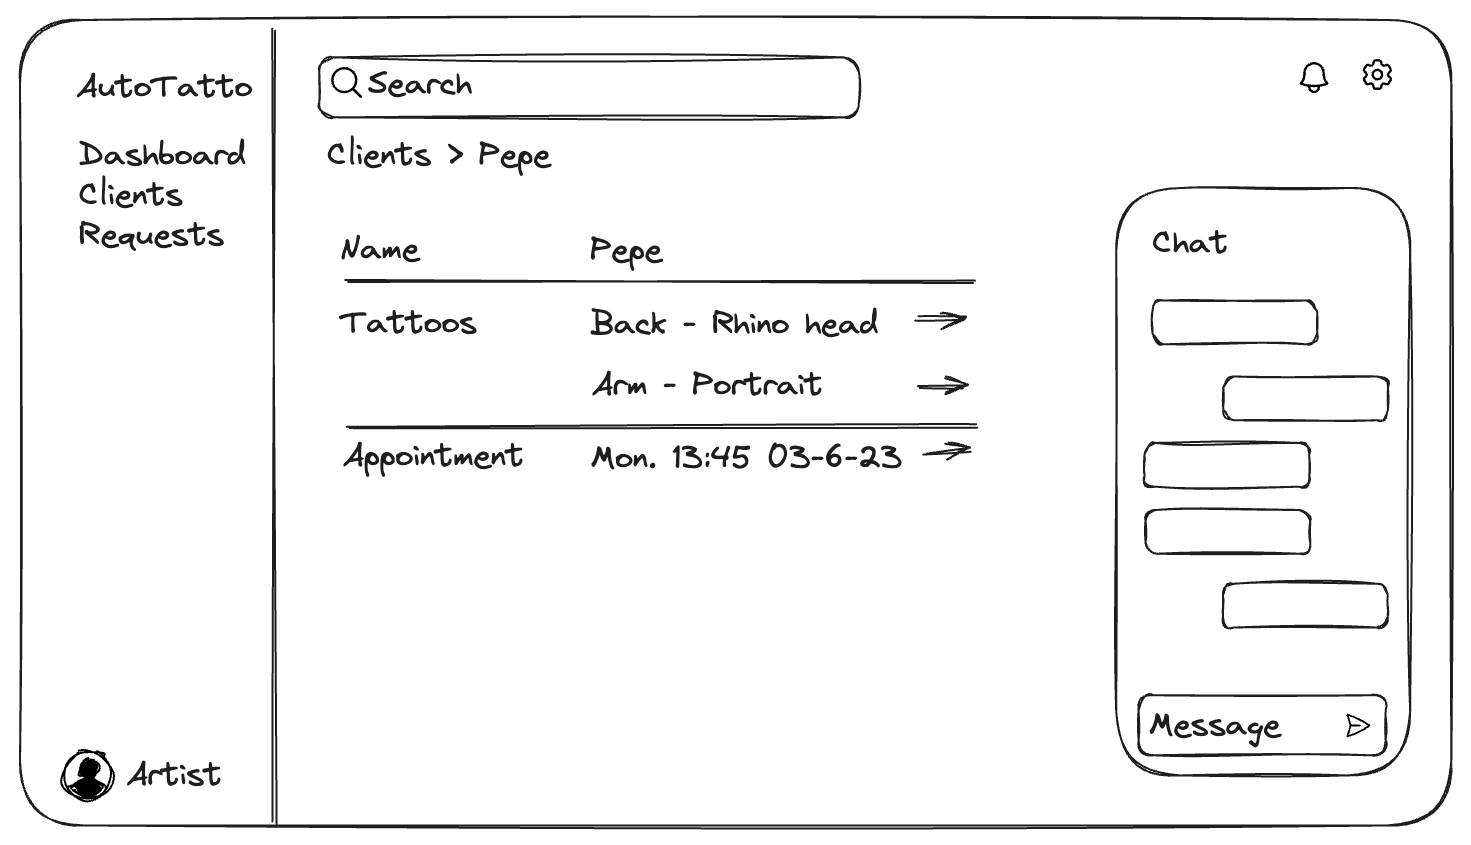 AutoTatto
Dashboard
Clients
Requests
Artist
Search
Clients > Pepe
Name Pepe
Tattoos Back - Rhino head
Arm - Portrait
Appointment Mon. 13:45 03-6-23
Chat
Message